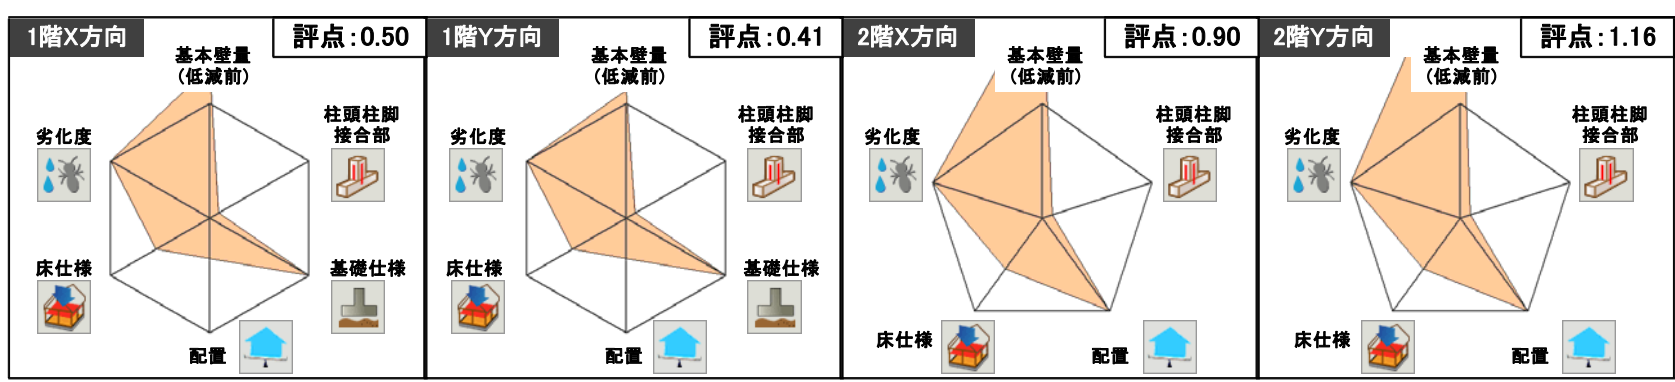 1階X方向
評点：0.50
基本壁量
（低減前）
柱頭柱脚
接合部
劣化度
床仕様
基礎仕様
配置
1階Y方向
評点：0.41
基本壁量
（低減前）
柱頭柱脚
接合部
劣化度
床仕様
基礎仕様
配置
2階X方向
評点：0.90
基本壁量
（低減前）
柱頭柱脚
接合部
劣化度
床仕様
配置
2階Y方向
評点：1.16
基本壁量
（低減前）
柱頭柱脚
接合部
劣化度
床仕様
配置